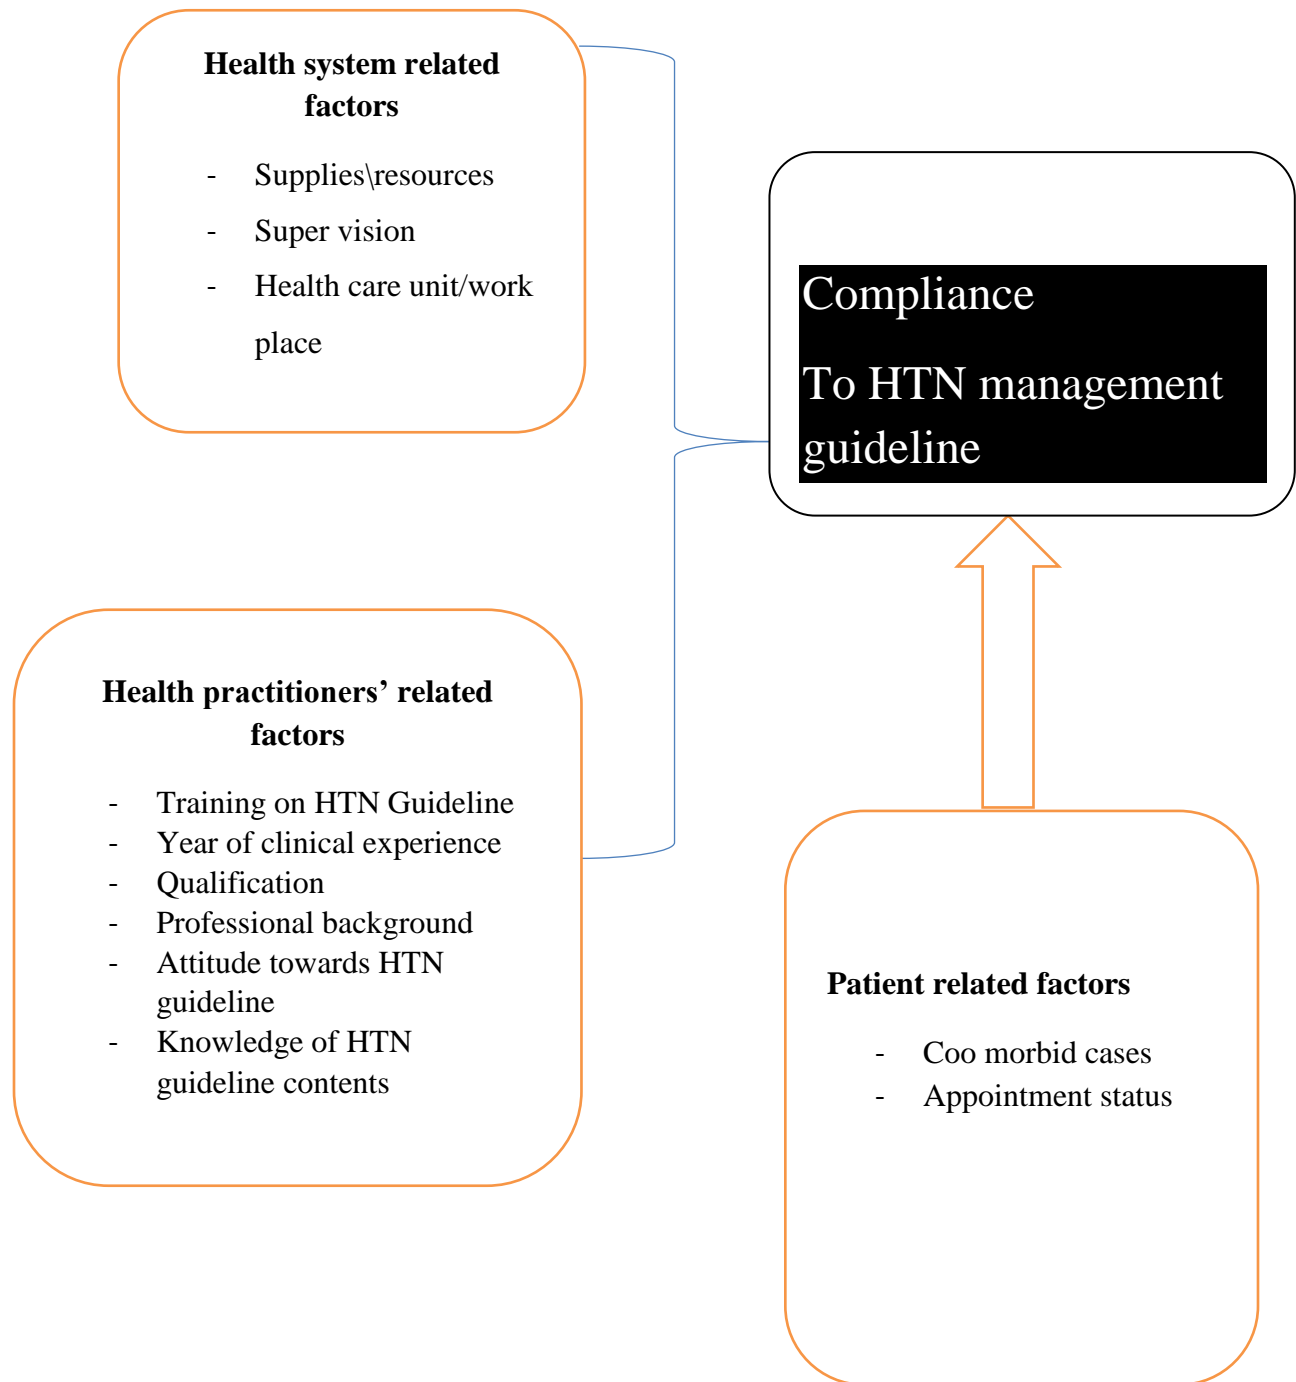 Health system related
factors
- Supplies\resources
- Super vision
- Health care unit/work
place
Compliance
To HTN management
guideline
Health practitioners’ related
factors
- Training on HTN Guideline
- Year of clinical experience
- Qualification
- Professional background
- Attitude towards HTN
guideline
- Knowledge of HTN
guideline contents
Patient related factors
- Coo morbid cases
- Appointment status